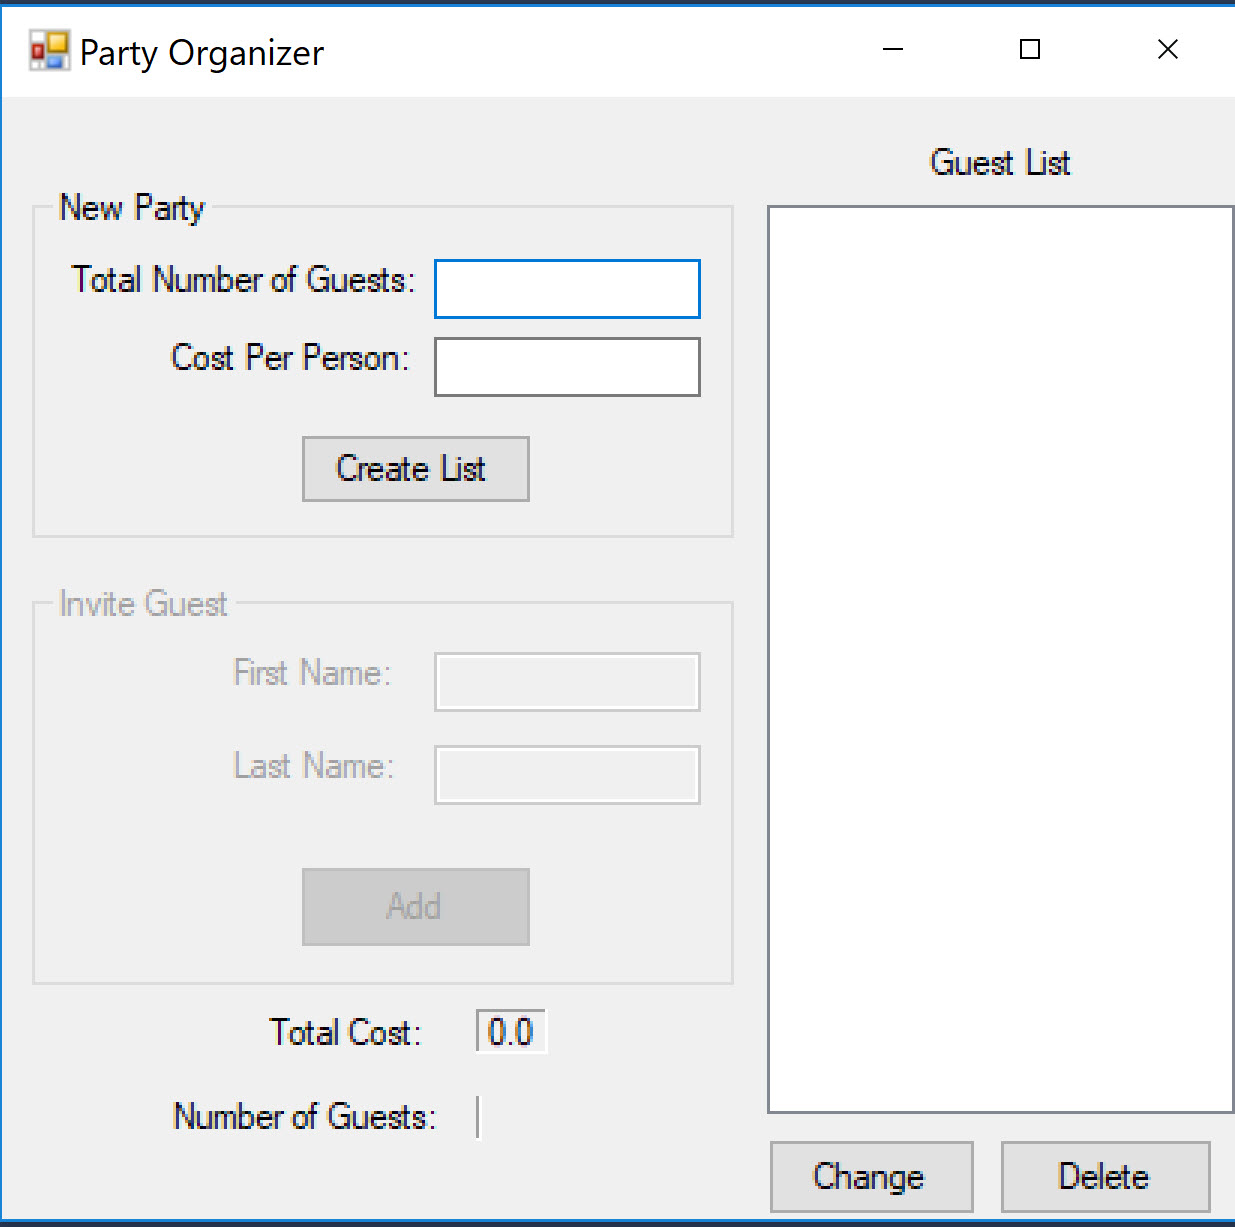 Party Organizer
Guest List
New Party
Total Number of Guests:
Cost Per Person:
Create List
Invite Guest
First Name:
Last Name:
Add
Total Cost: 0.0
Number of Guests:
Change Delete